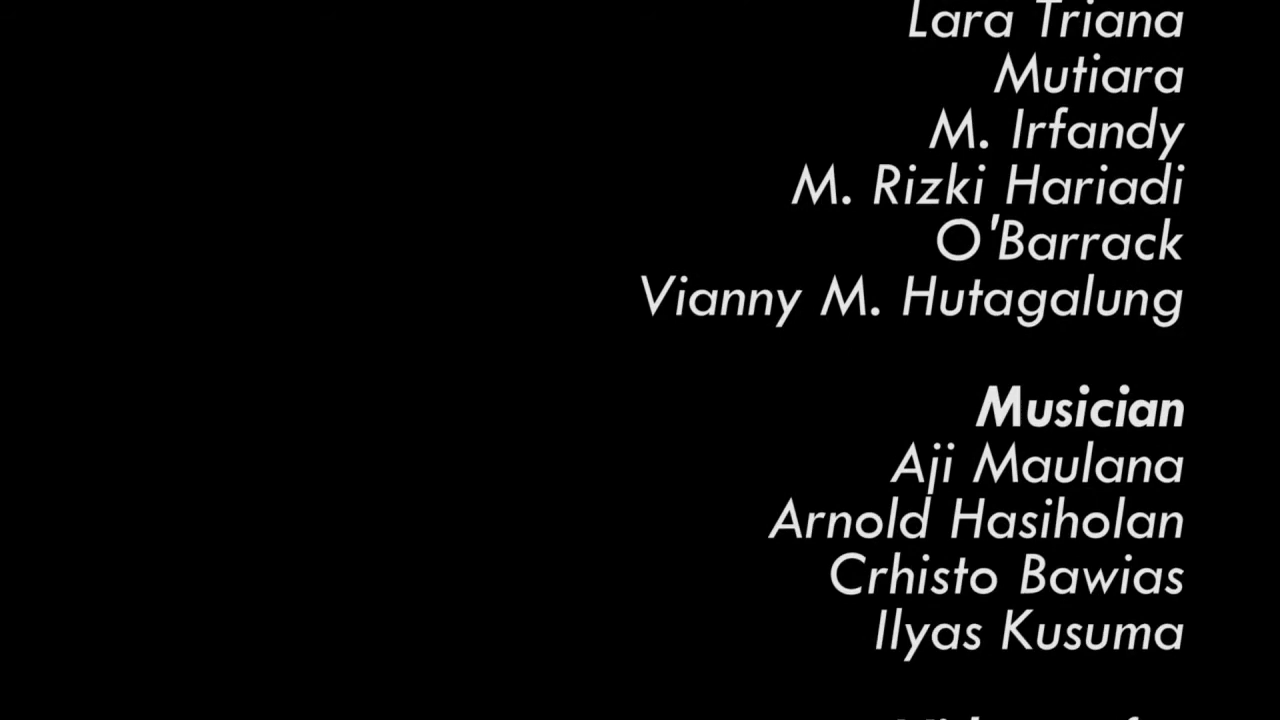 Lara Triana
Mutiara
M. Irfandy
M. Rizki Hariadi
O'Barrack
Vianny M. Hutagalung
Musician
Aji Maulana
Arnold Hasiholan
Crhisto Bawias
Ilyas Kusuma